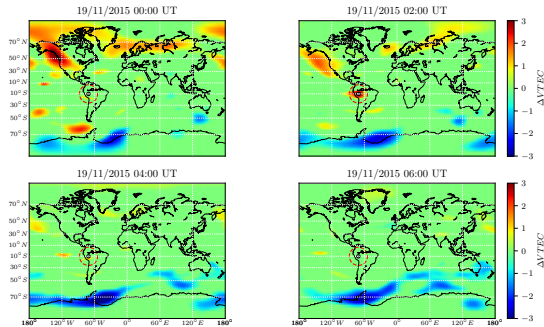 19/11/2015 00:00 UT
19/11/2015 02:00 UT
70° N
50° N
30° N
10° N
10° S
30° S
50° S
70° S
3
2
1
0
−1
−2
−3
ΔVTEC
19/11/2015 04:00 UT
19/11/2015 06:00 UT
70° N
50° N
30° N
10° N
10° S
30° S
50° S
70° S
180° 120° W 60° W 0° 60° E 120° E 180°
180° 120° W 60° W 0° 60° E 120° E 180°
3
2
1
0
−1
−2
−3
ΔVTEC